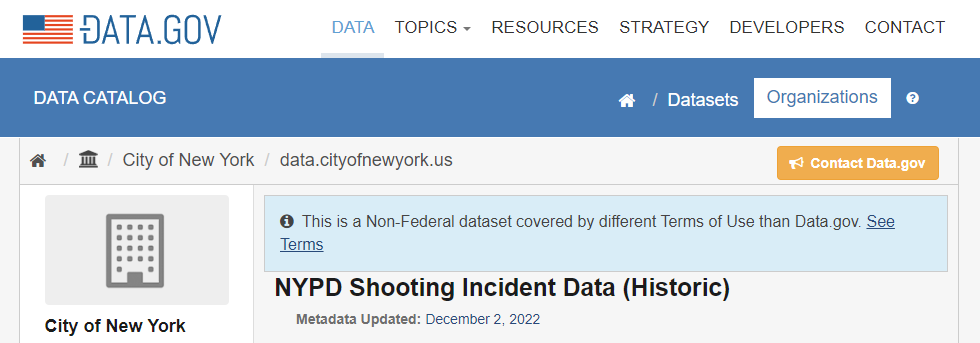 DATA.GOV
DATA TOPICS RESOURCES STRATEGY DEVELOPERS CONTACT
DATA CATALOG
/ Datasets Organizations ?
/ / City of New York / data.cityofnewyork.us
Contact Data.gov
This is a Non-Federal dataset covered by different Terms of Use than Data.gov. See
Terms
NYPD Shooting Incident Data (Historic)
Metadata Updated: December 2, 2022
City of New York